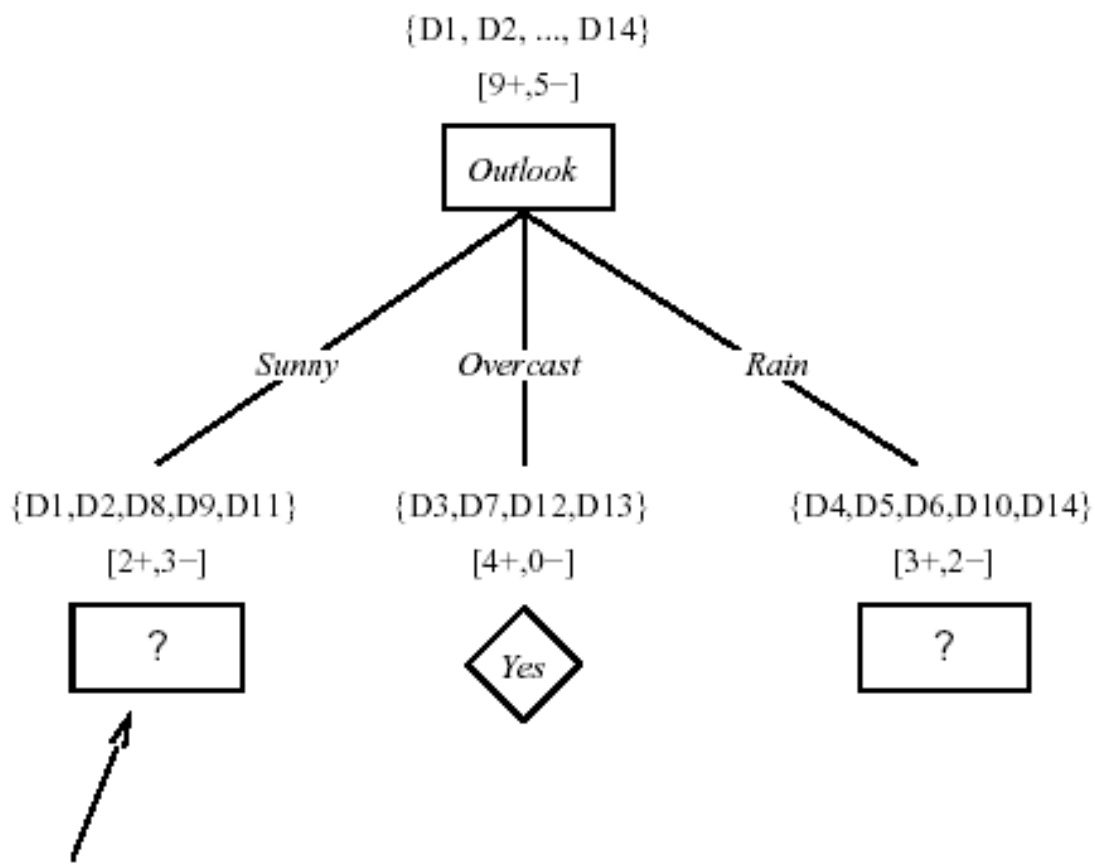 {D1, D2, ..., D14}
[9+,5−]
Outlook
Sunny
Overcast
Rain
{D1,D2,D8,D9,D11}
{D3,D7,D12,D13}
{D4,D5,D6,D10,D14}
[2+,3−]
[4+,0−]
[3+,2−]
?
Yes
?